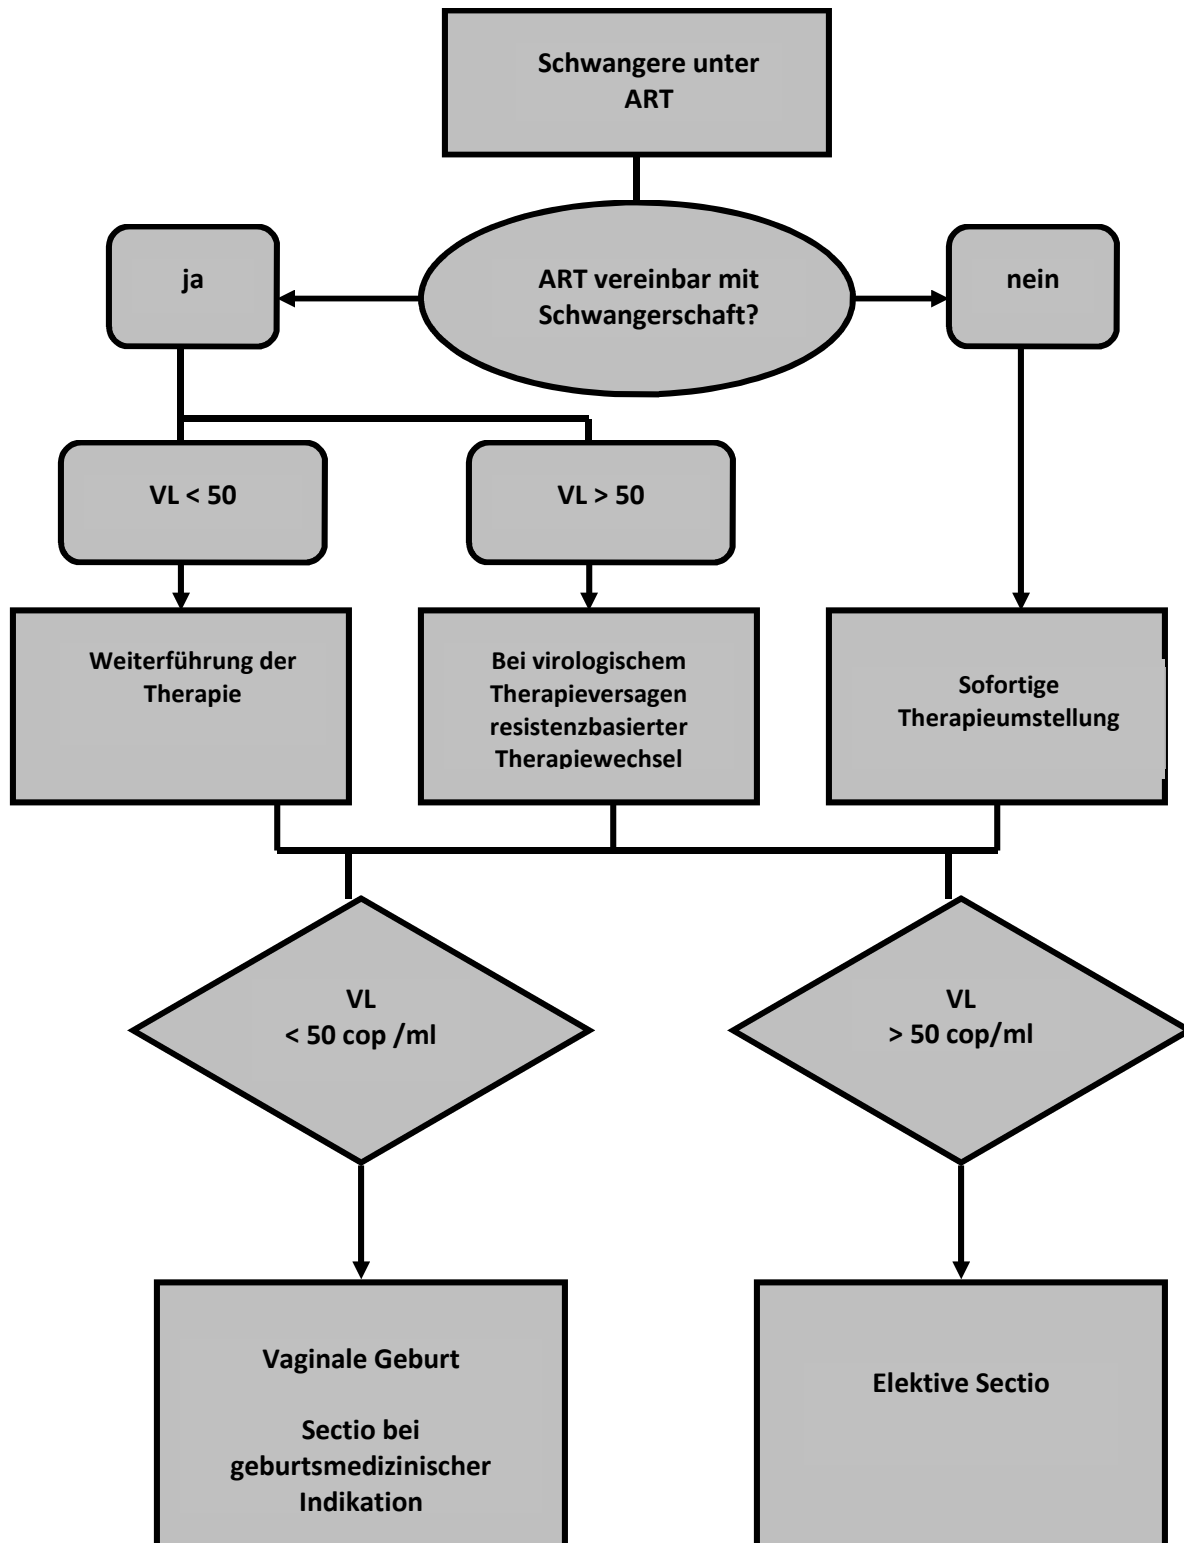 Schwangere unter
ART
ja
ART vereinbar mit
Schwangerschaft?
nein
VL < 50
VL > 50
Weiterführung der
Therapie
Bei virologischem
Therapieversagen
resistenzbasierter
Therapiewechsel
Sofortige
Therapieumstellung
VL
< 50 cop /ml
VL
> 50 cop/ml
Vaginale Geburt
Sectio bei
geburtsmedizinischer
Indikation
Elektive Sectio